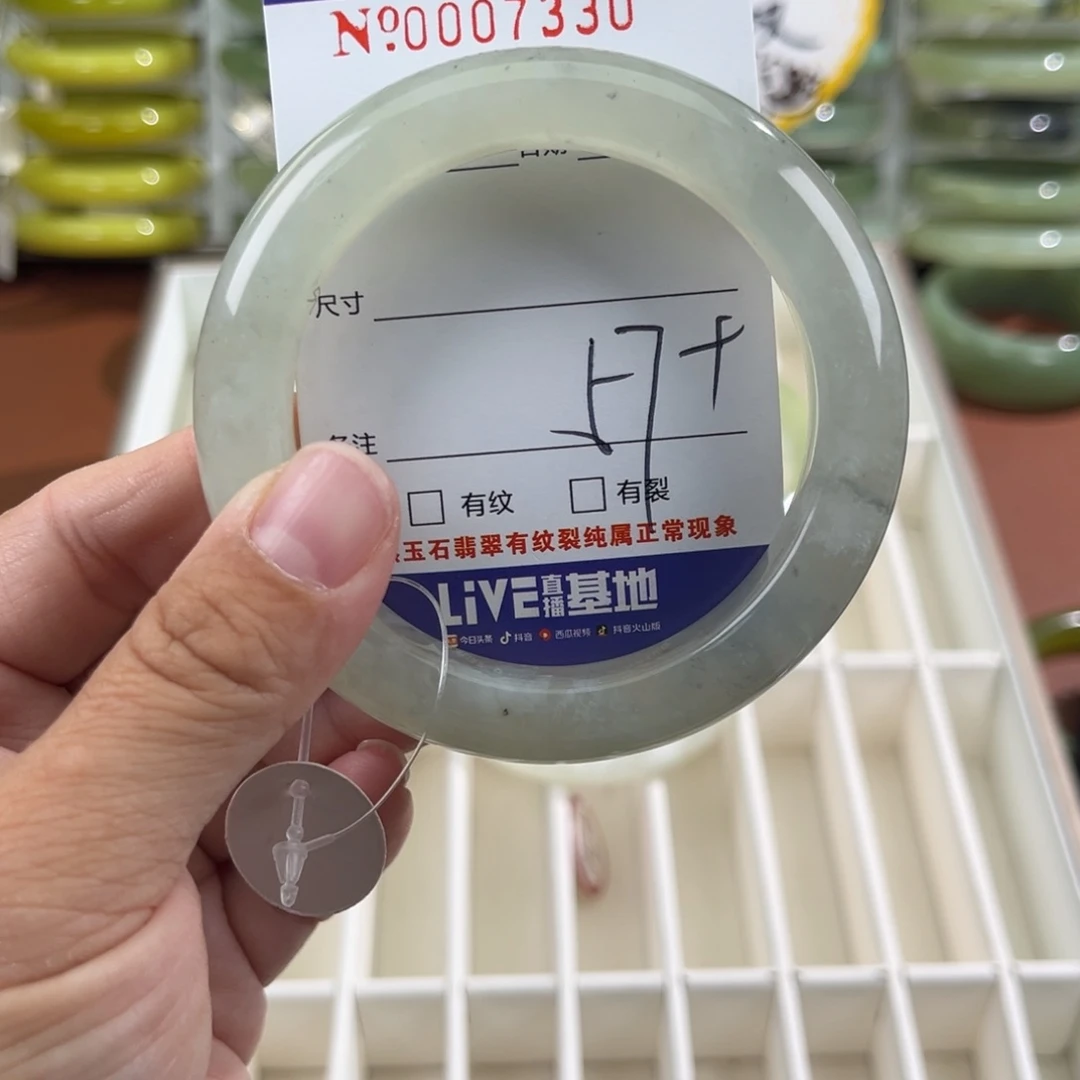 Nº0007330
日期
尺寸
57+
备注
有纹 有裂
玉石翡翠有纹裂纯属正常现象
LiVE直播基地
今日头条 抖音 西瓜视频 抖音火山版